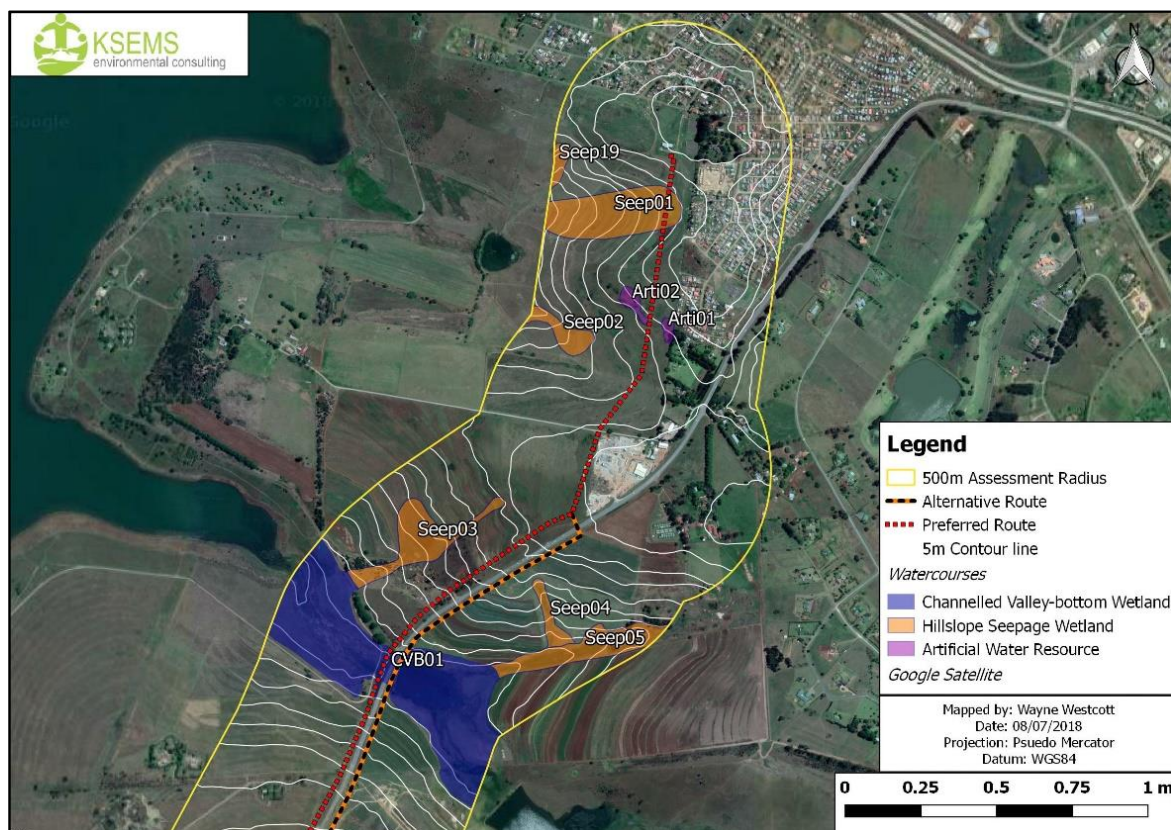 KSEMS
environmental consulting
N
© 2018
Google
Seep19
Seep01
Arti02
Arti01
Seep02
Seep03
Seep04
Seep05
CVB01
Legend
500m Assessment Radius
Alternative Route
Preferred Route
5m Contour line
Watercourses
Channelled Valley-bottom Wetland
Hillslope Seepage Wetland
Artificial Water Resource
Google Satellite
Mapped by: Wayne Westcott
Date: 08/07/2018
Projection: Psuedo Mercator
Datum: WGS84
0 0.25 0.5 0.75 1 m